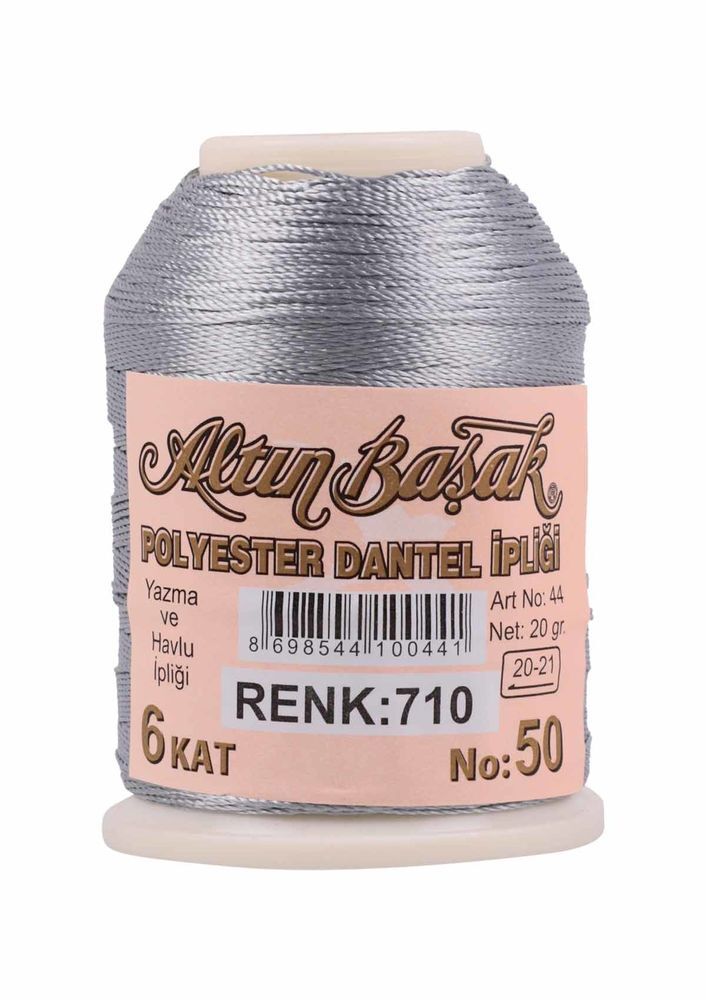 Altın Başak ®
POLYESTER DANTEL İPLİĞİ
Yazma
ve
Havlu
İpliği
8 698544 100441
Art No: 44
Net: 20 gr.
20-21
RENK:710
6 KAT
No:50